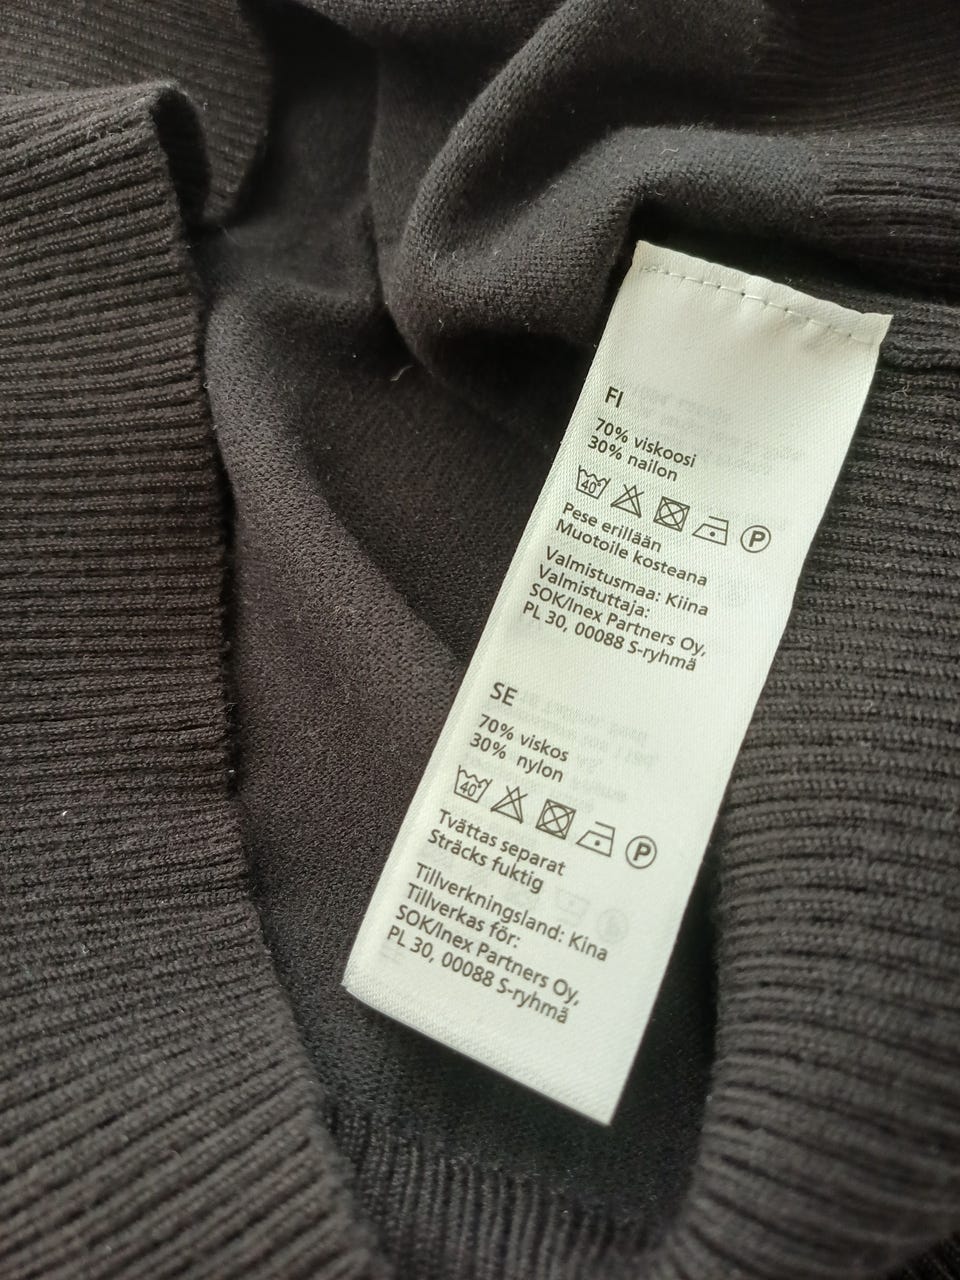 FI
70% viskoosi
30% nailon
40 P
Pese erillään
Muotoile kosteana
Valmistusmaa: Kiina
Valmistuttaja:
SOK/Inex Partners Oy,
PL 30, 00088 S-ryhmä
SE
70% viskos
30% nylon
40 P
Tvättas separat
Sträcks fuktig
Tillverkningsland: Kina
Tillverkas för:
SOK/Inex Partners Oy,
PL 30, 00088 S-ryhmä